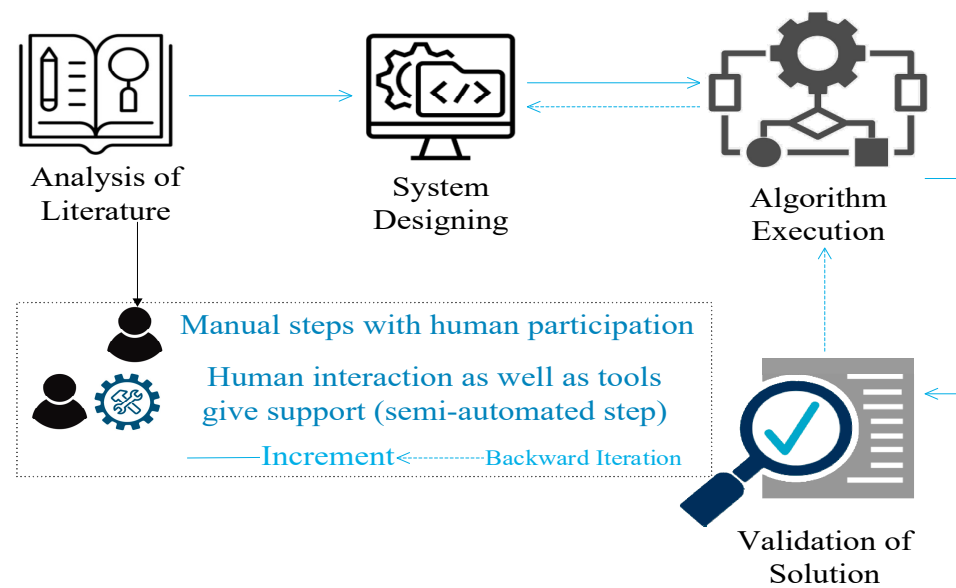 Analysis of
Literature
System
Designing
</>
Algorithm
Execution
Manual steps with human participation
Human interaction as well as tools
give support (semi-automated step)
Increment
Backward Iteration
Validation of
Solution